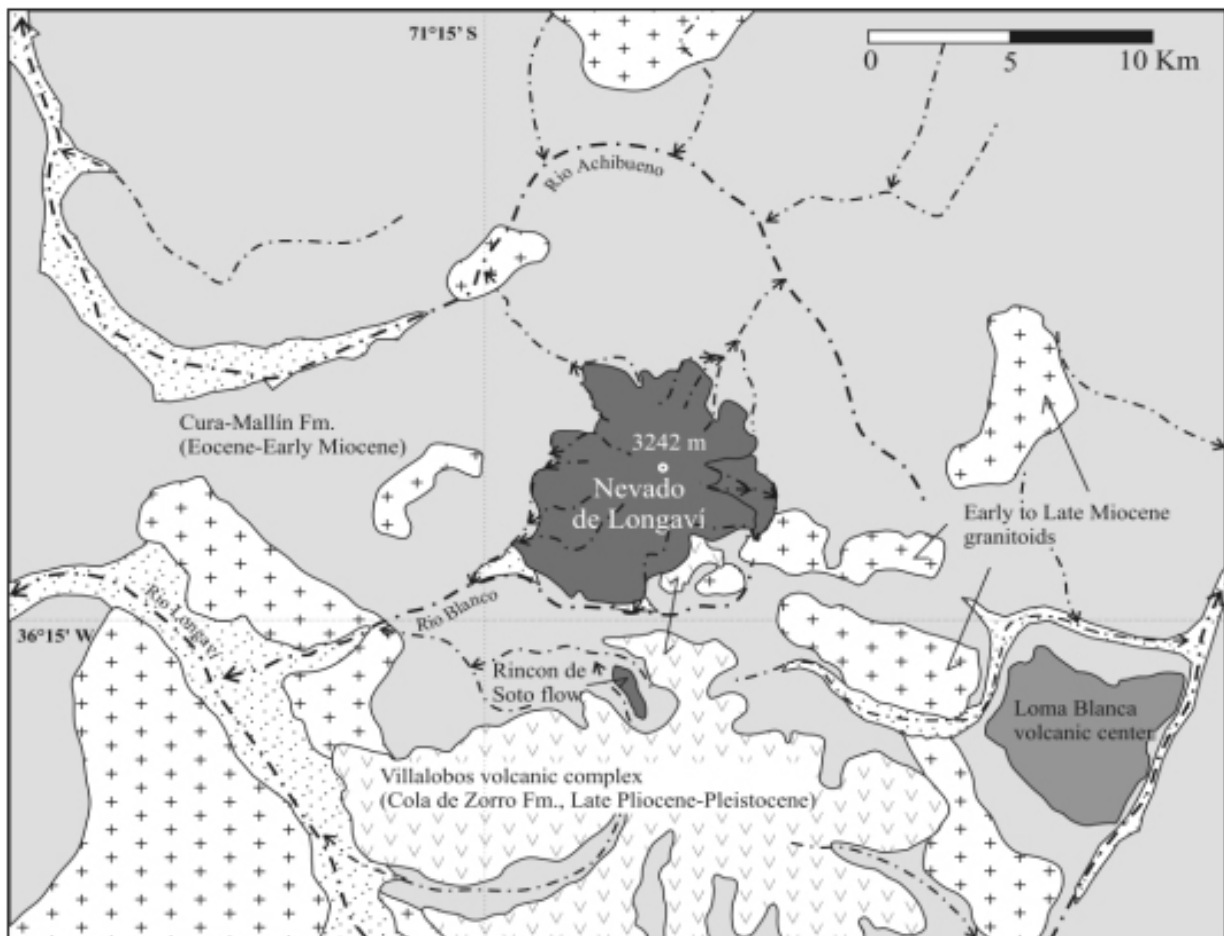 71°15' S
0 5 10 Km
Rio Achibueno
Cura-Mallín Fm.
(Eocene-Early Miocene)
3242 m
Nevado
de Longaví
Early to Late Miocene
granitoids
Rio Blanco
Rio Longaví
36°15' W
Rincon de
Soto flow
Loma Blanca
volcanic center
Villalobos volcanic complex
(Cola de Zorro Fm., Late Pliocene-Pleistocene)